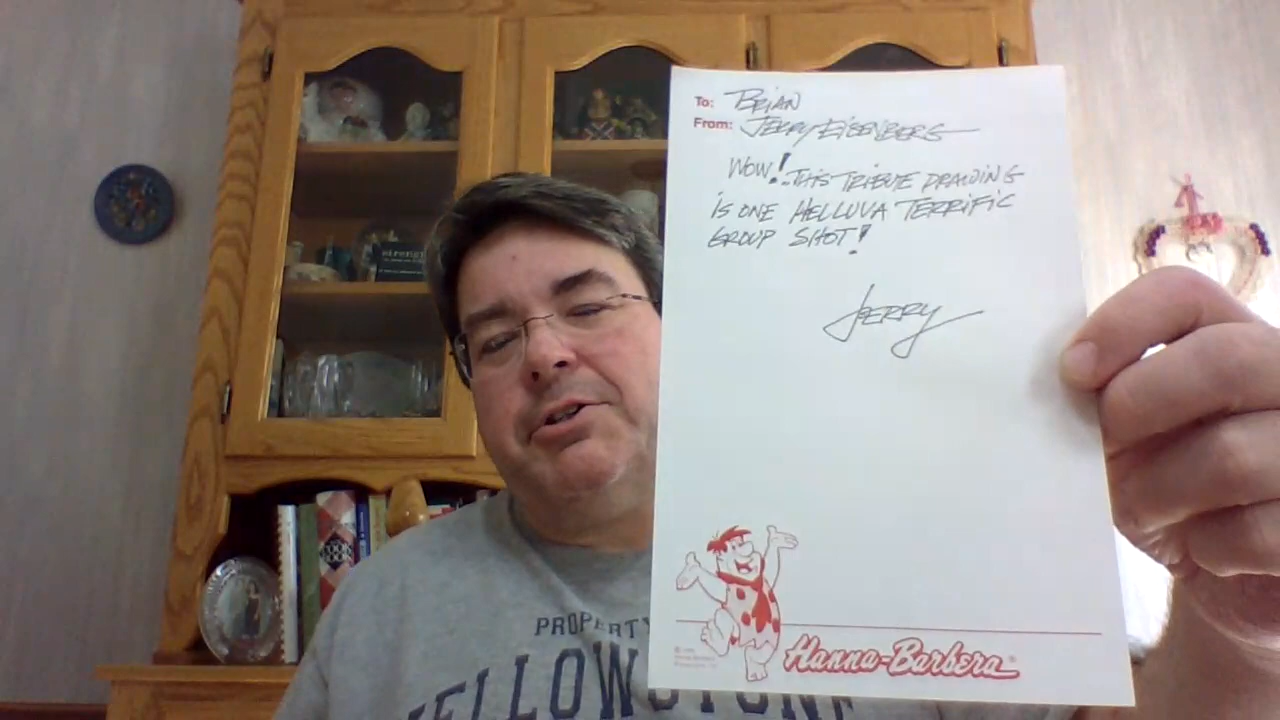 To: BRIAN
From: JERRY EISENBERG
WOW! THIS TRIBUTE DRAWING
IS ONE HELLUVA TERRIFIC
GROUP SHOT!
JERRY
Hanna-Barbera®
PROPERTY
YELLOWSTONE